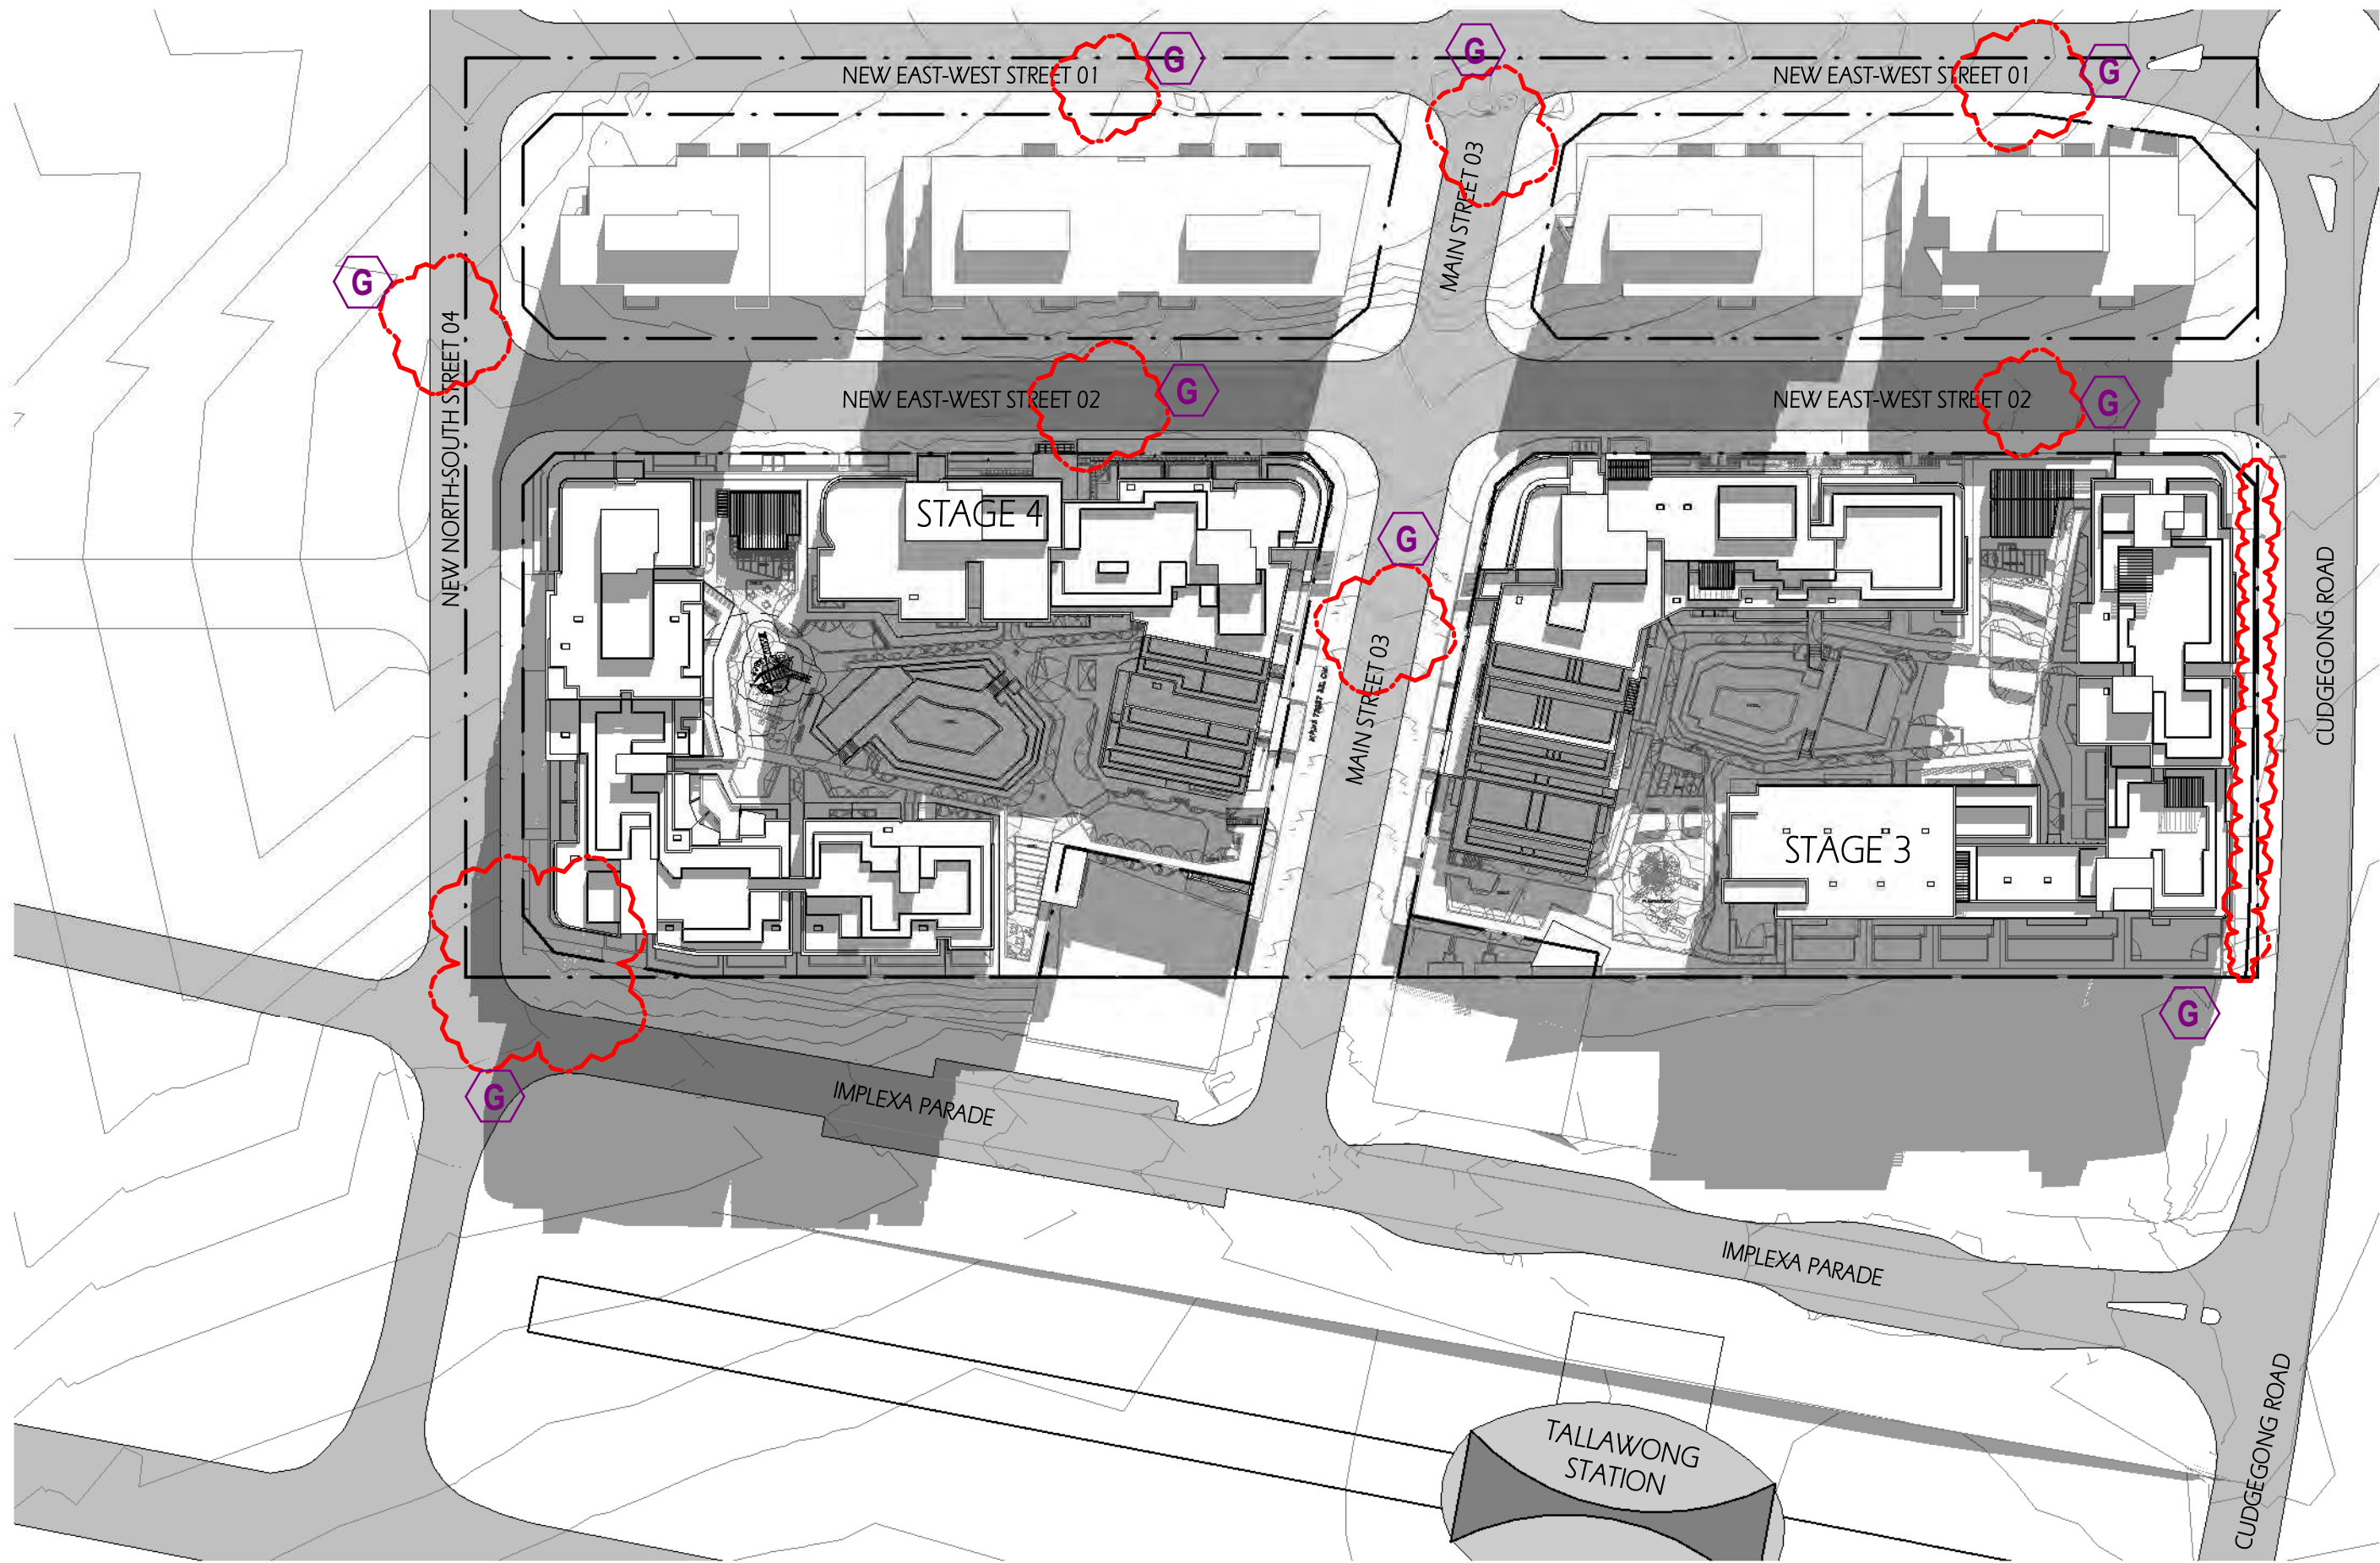 G
G
G
NEW EAST-WEST STREET 01
NEW EAST-WEST STREET 01
MAIN STREET 03
G
NEW NORTH-SOUTH STREET 04
G
G
NEW EAST-WEST STREET 02
NEW EAST-WEST STREET 02
STAGE 4
G
CUDGEGONG ROAD
MAIN STREET 03
STAGE 3
G
G
IMPLEXA PARADE
IMPLEXA PARADE
TALLAWONG
STATION
CUDGEGONG ROAD